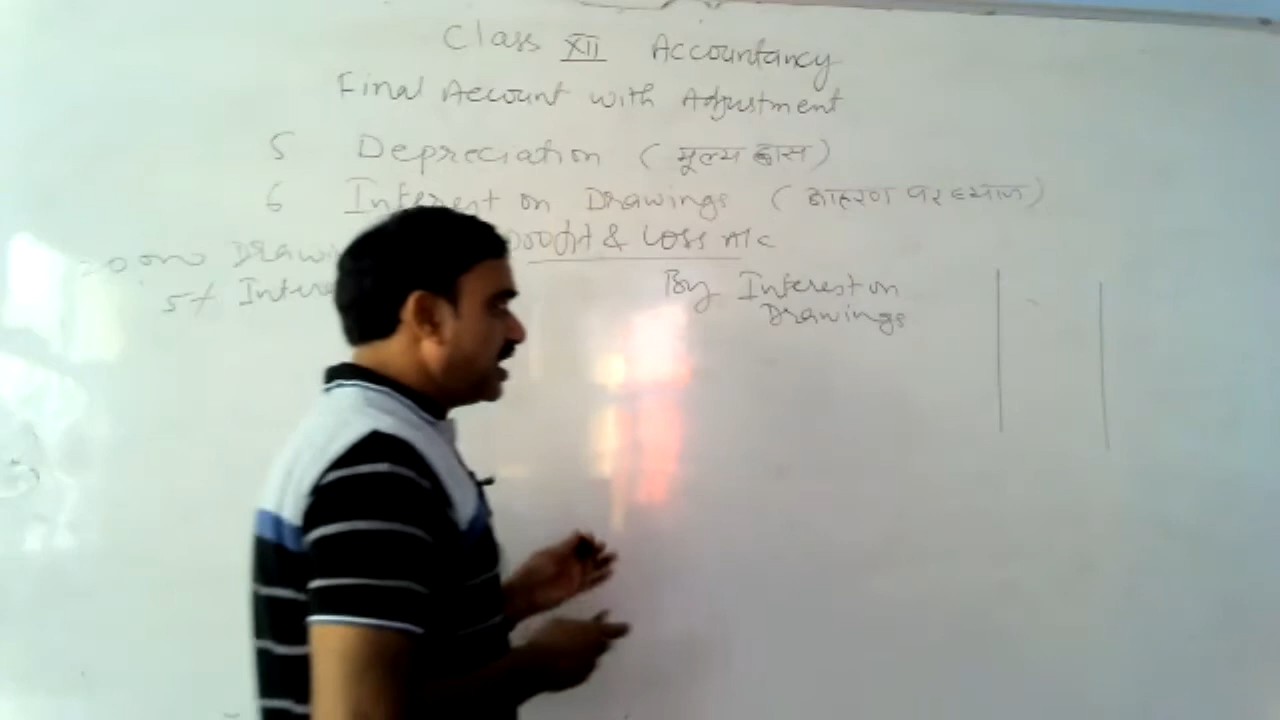 Class XII Accountancy
Final Account with Adjustment
5 Depreciation (मूल्य ह्रास)
6 Interest on Drawings (आहरण पर ब्याज)
& Loss A/c
5% 
By Interest on
Drawings